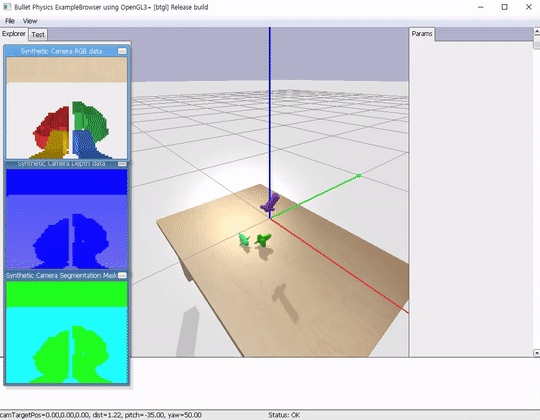 Bullet Physics ExampleBrowser using OpenGL3+ [btgl] Release build
File View
Explorer Test
Params
Synthetic Camera RGB data
Synthetic Camera Depth data
Synthetic Camera Segmentation Mask
camTargetPos=0.00,0.00,0.00, dist=1.22, pitch=-35.00, yaw=50.00
Status: OK